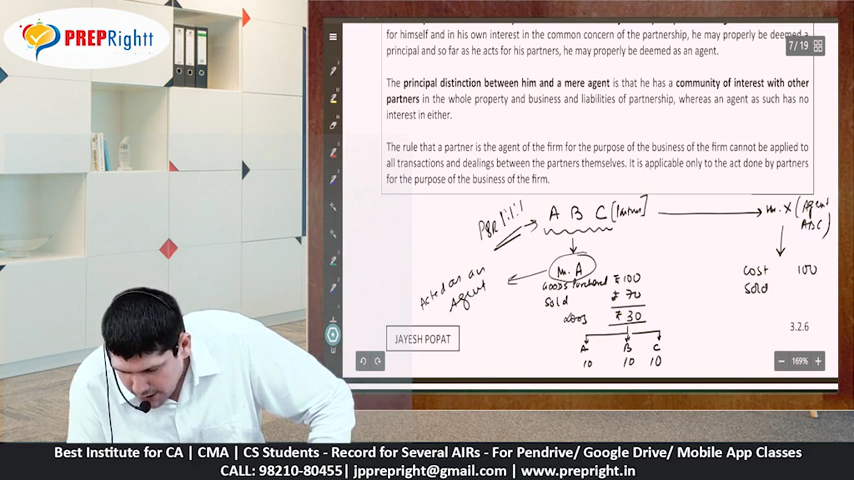 PREPRightt
for himself and in his own interest in the common concern of the partnership, he may properly be deemed a
principal and so far as he acts for his partners, he may properly be deemed as an agent.
7/19
The principal distinction between him and a mere agent is that he has a community of interest with other
partners in the whole property and business and liabilities of partnership, whereas an agent as such has no
interest in either.
The rule that a partner is the agent of the firm for the purpose of the business of the firm cannot be applied to
all transactions and dealings between the partners themselves. It is applicable only to the act done by partners
for the purpose of the business of the firm.
PSR 1:1:1
A B C [Partners]
Mr. X (Agent
ABC)
Mr. A
Acted as an
Agent
Goods Purchased ₹ 100
Sold ₹ 70
Loss ₹ 30
A B C
10 10 10
Cost 100
Sold
3.2.6
JAYESH POPAT
169%
Best Institute for CA | CMA | CS Students - Record for Several AIRs - For Pendrive/ Google Drive/ Mobile App Classes
CALL: 98210-80455| jpprepright@gmail.com | www.prepright.in